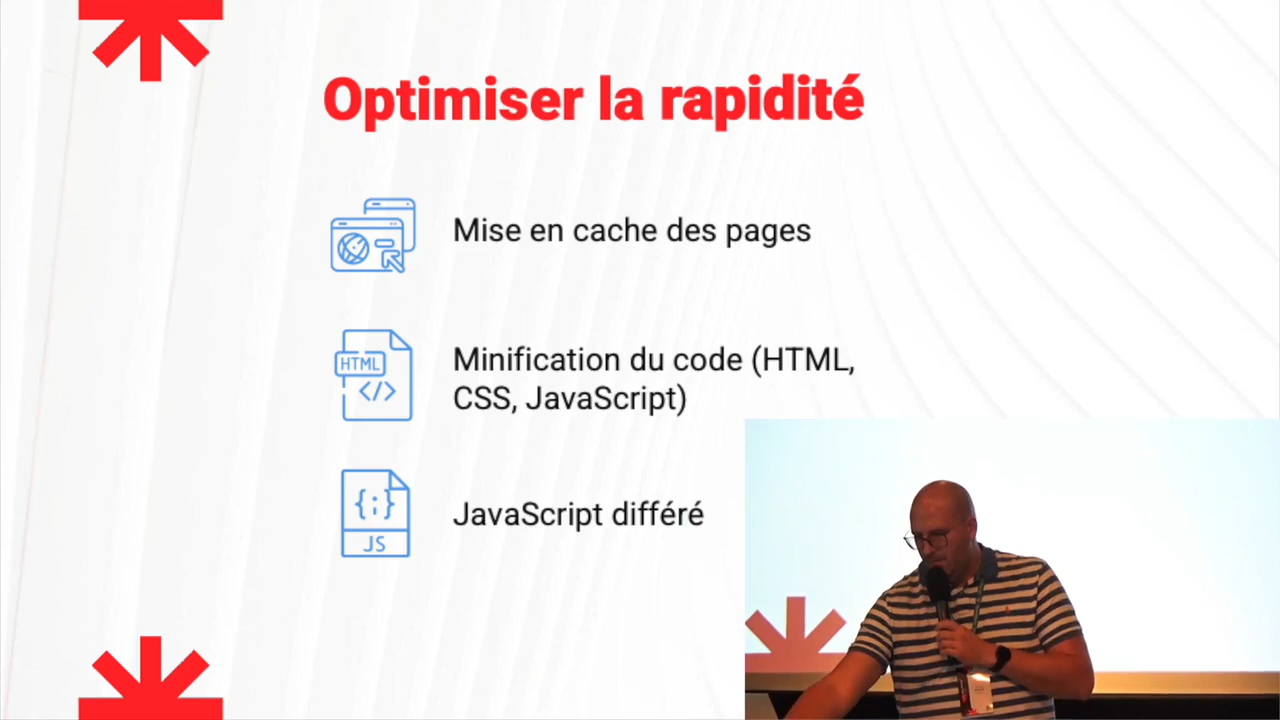 Optimiser la rapidité
Mise en cache des pages
HTML
</>
Minification du code (HTML,
CSS, JavaScript)
{;}
JS
JavaScript différé